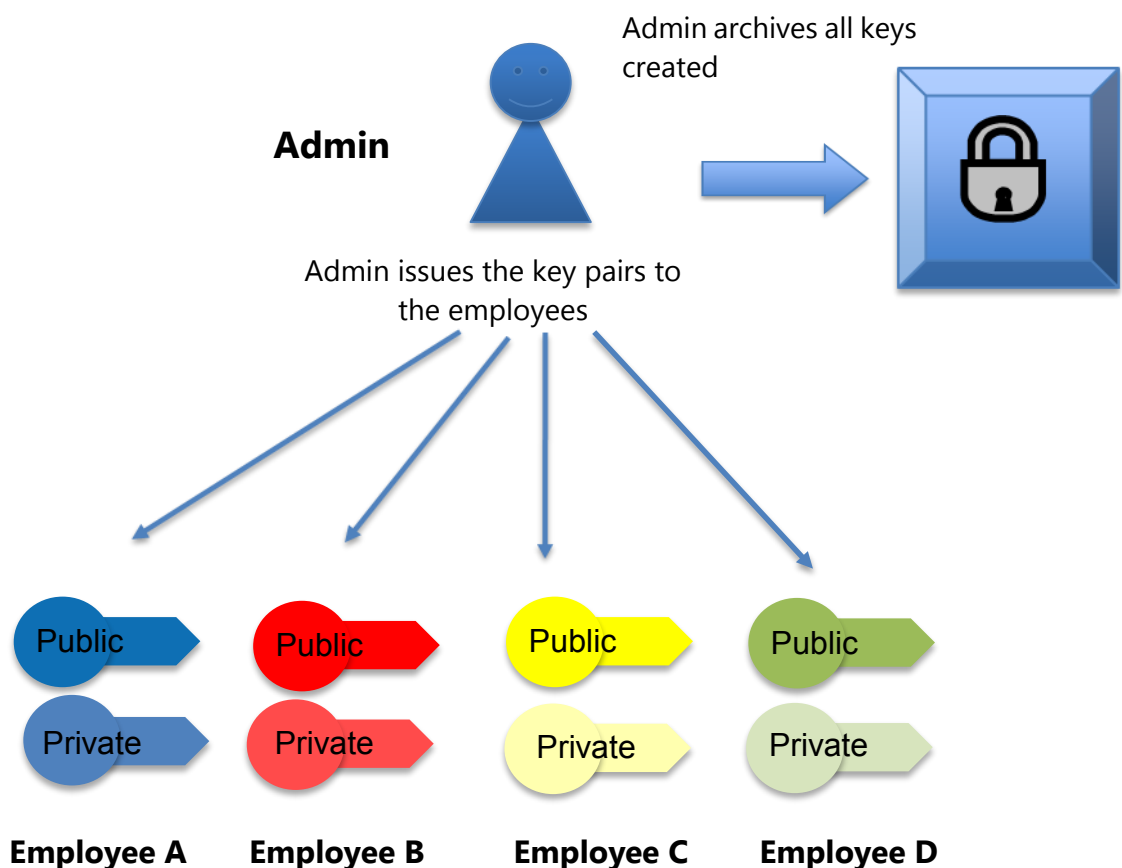 Admin archives all keys
created
Admin
Admin issues the key pairs to
the employees
Public
Public
Public
Public
Private
Private
Private
Private
Employee A
Employee B
Employee C
Employee D